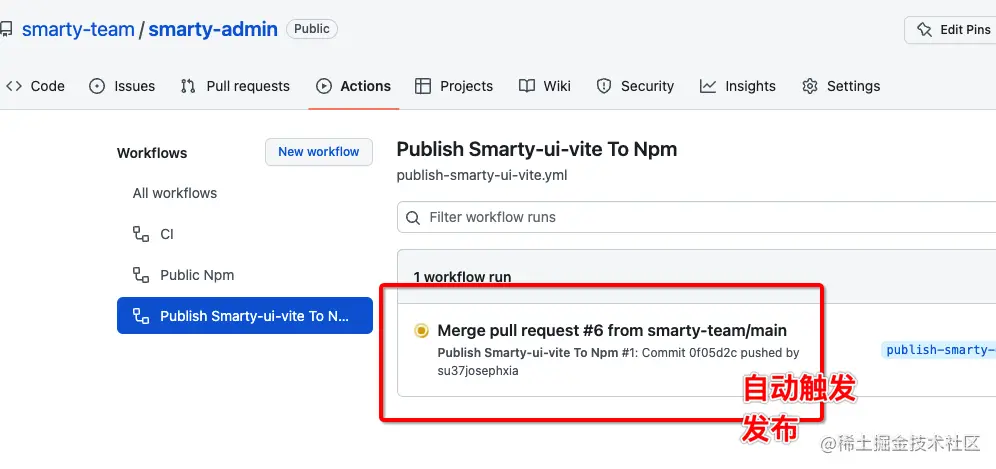 smarty-team / smarty-admin Public
Edit Pins
Code Issues Pull requests Actions Projects Wiki Security Insights Settings
Workflows
New workflow
All workflows
CI
Public Npm
Publish Smarty-ui-vite To N...
Publish Smarty-ui-vite To Npm
publish-smarty-ui-vite.yml
Filter workflow runs
1 workflow run
Merge pull request #6 from smarty-team/main
Publish Smarty-ui-vite To Npm #1: Commit 0f05d2c pushed by
su37josephxia
publish-smarty-
自动触发
发布
@稀土掘金技术社区